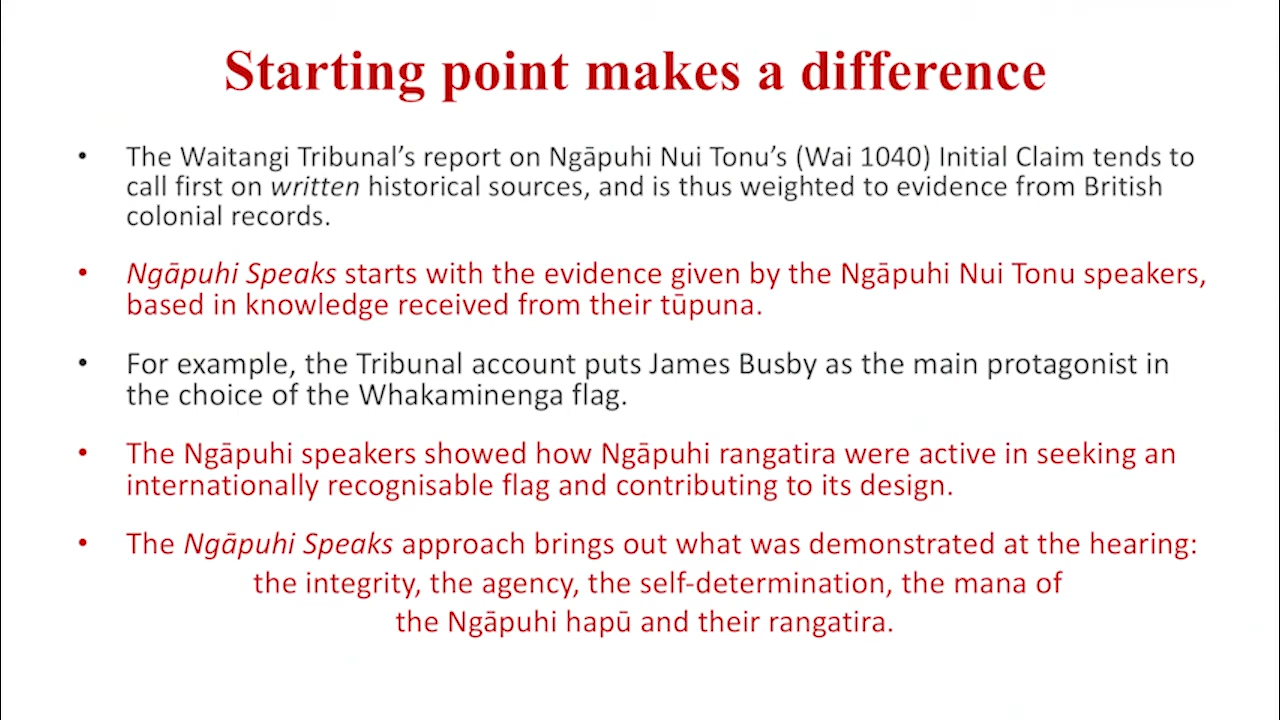 Starting point makes a difference
• The Waitangi Tribunal’s report on Ngāpuhi Nui Tonu’s (Wai 1040) Initial Claim tends to
call first on written historical sources, and is thus weighted to evidence from British
colonial records.
• Ngāpuhi Speaks starts with the evidence given by the Ngāpuhi Nui Tonu speakers,
based in knowledge received from their tūpuna.
• For example, the Tribunal account puts James Busby as the main protagonist in
the choice of the Whakaminenga flag.
• The Ngāpuhi speakers showed how Ngāpuhi rangatira were active in seeking an
internationally recognisable flag and contributing to its design.
• The Ngāpuhi Speaks approach brings out what was demonstrated at the hearing:
the integrity, the agency, the self-determination, the mana of
the Ngāpuhi hapū and their rangatira.